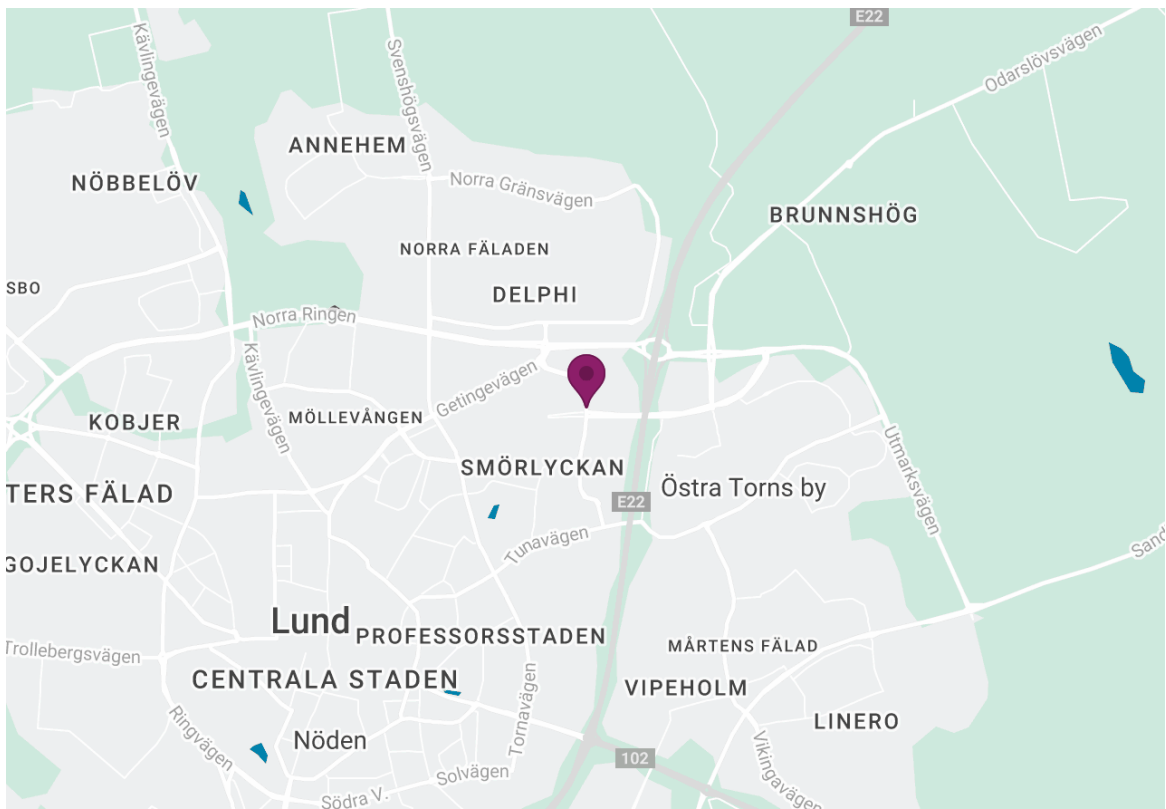 E22
Kävlingevägen
Svenshögsvägen
Odarslövsvägen
ANNEHEM
NÖBBELÖV
Norra Gränsvägen
BRUNNSHÖG
NORRA FÄLADEN
SBO
DELPHI
Norra Ringen
Kävlingevägen
Getingevägen
KOBJER
MÖLLEVÅNGEN
SMÖRLYCKAN
Utmarksvägen
TERS FÄLAD
E22
Östra Torns by
Tunavägen
Sand
GOJELYCKAN
Lund
PROFESSORSSTADEN
Trollebergsvägen
MÅRTENS FÄLAD
CENTRALA STADEN
VIPEHOLM
Tornavägen
LINERO
Ringvägen
Nöden
Vikingavägen
102
Solvägen
Södra V.